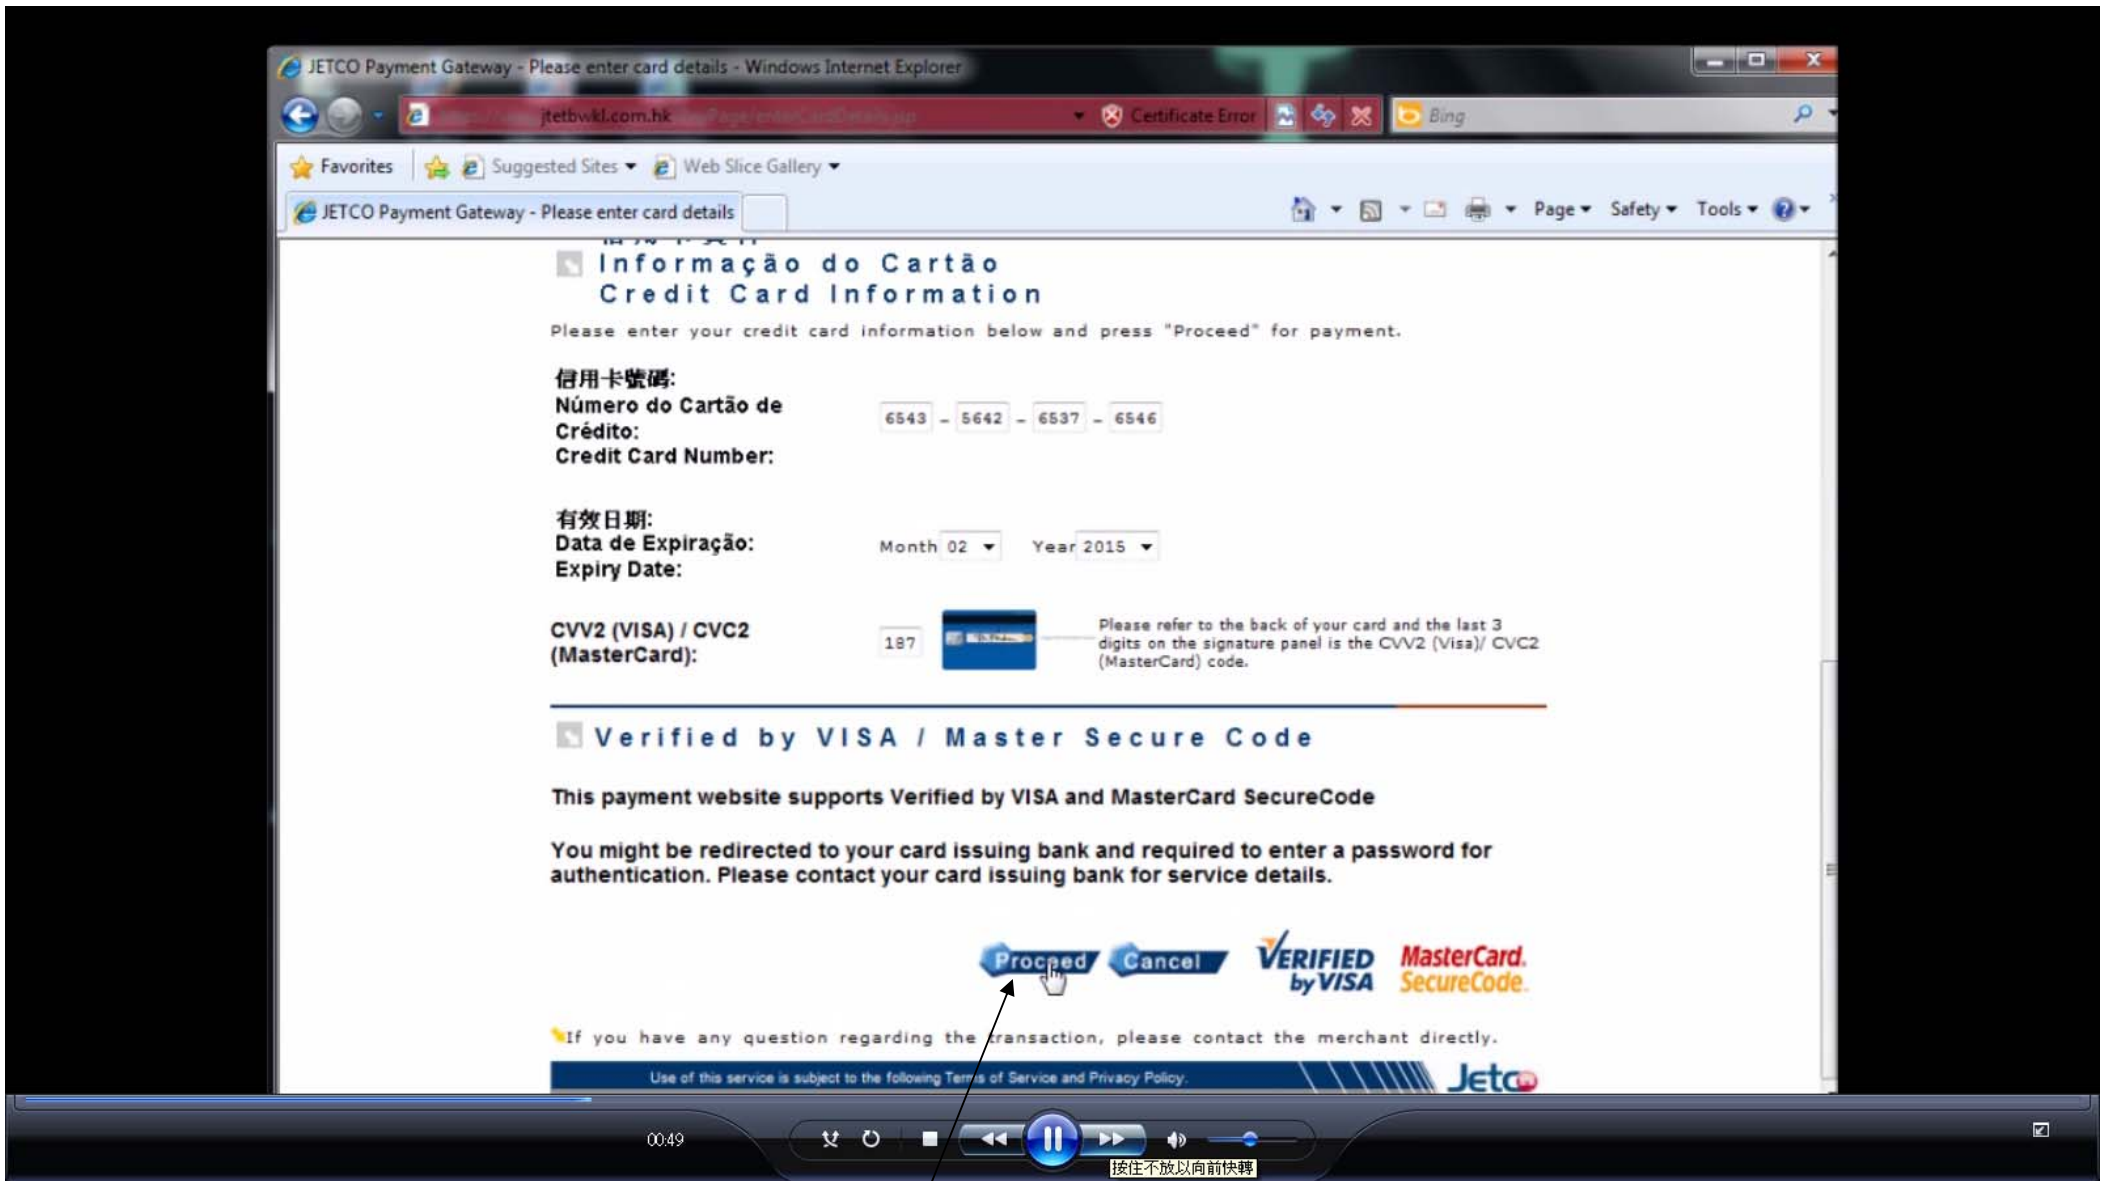 JETCO Payment Gateway - Please enter card details - Windows Internet Explorer
jtetbwkl.com.hk
Certificate Error
Bing
Favorites
Suggested Sites
Web Slice Gallery
JETCO Payment Gateway - Please enter card details
Page
Safety
Tools
Informação do Cartão
Credit Card Information
Please enter your credit card information below and press "Proceed" for payment.
信用卡號碼:
Número do Cartão de
Crédito:
Credit Card Number:
6543 - 5642 - 6537 - 6546
有效日期:
Data de Expiração:
Expiry Date:
Month 02 Year 2015
CVV2 (VISA) / CVC2
(MasterCard):
187
Please refer to the back of your card and the last 3
digits on the signature panel is the CVV2 (Visa)/ CVC2
(MasterCard) code.
Verified by VISA / Master Secure Code
This payment website supports Verified by VISA and MasterCard SecureCode
You might be redirected to your card issuing bank and required to enter a password for
authentication. Please contact your card issuing bank for service details.
Proceed
Cancel
VERIFIED
by VISA
MasterCard.
SecureCode.
If you have any question regarding the transaction, please contact the merchant directly.
Use of this service is subject to the following Terms of Service and Privacy Policy.
Jetco
00:49
按住不放以向前快轉